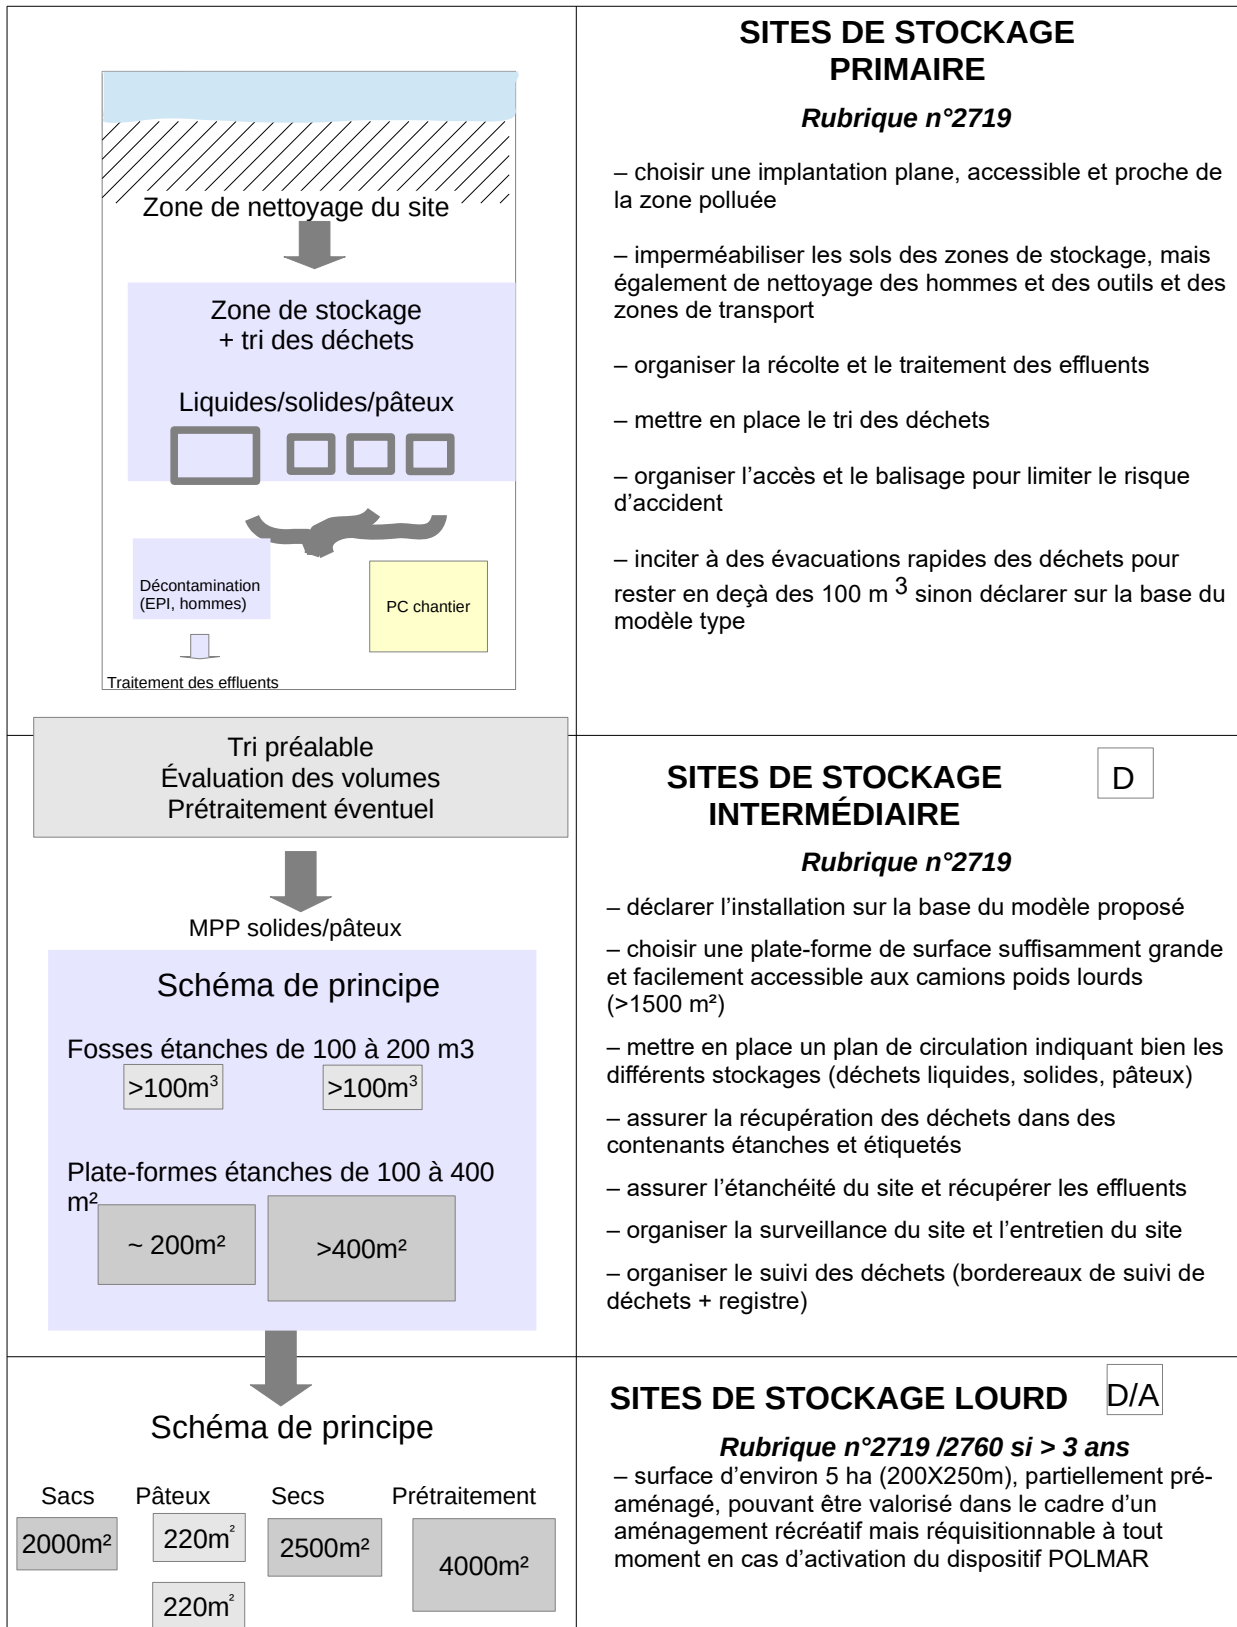 Zone de nettoyage du site
Zone de stockage
+ tri des déchets
Liquides/solides/pâteux
Décontamination
(EPI, hommes)
PC chantier
Traitement des effluents
SITES DE STOCKAGE
PRIMAIRE
Rubrique n°2719
– choisir une implantation plane, accessible et proche de
la zone polluée
– imperméabiliser les sols des zones de stockage, mais
également de nettoyage des hommes et des outils et des
zones de transport
– organiser la récolte et le traitement des effluents
– mettre en place le tri des déchets
– organiser l’accès et le balisage pour limiter le risque
d’accident
– inciter à des évacuations rapides des déchets pour
rester en deçà des 100 m 3 sinon déclarer sur la base du
modèle type
Tri préalable
Évaluation des volumes
Prétraitement éventuel
MPP solides/pâteux
Schéma de principe
Fosses étanches de 100 à 200 m3
>100m³ >100m³
Plate-formes étanches de 100 à 400
m²
~ 200m² >400m²
SITES DE STOCKAGE D
INTERMÉDIAIRE
Rubrique n°2719
– déclarer l’installation sur la base du modèle proposé
– choisir une plate-forme de surface suffisamment grande
et facilement accessible aux camions poids lourds
(>1500 m²)
– mettre en place un plan de circulation indiquant bien les
différents stockages (déchets liquides, solides, pâteux)
– assurer la récupération des déchets dans des
contenants étanches et étiquetés
– assurer l’étanchéité du site et récupérer les effluents
– organiser la surveillance du site et l’entretien du site
– organiser le suivi des déchets (bordereaux de suivi de
déchets + registre)
Schéma de principe
Sacs Pâteux Secs Prétraitement
2000m² 220m² 2500m² 4000m²
220m²
SITES DE STOCKAGE LOURD D/A
Rubrique n°2719 /2760 si > 3 ans
– surface d’environ 5 ha (200X250m), partiellement pré-
aménagé, pouvant être valorisé dans le cadre d’un
aménagement récréatif mais réquisitionnable à tout
moment en cas d’activation du dispositif POLMAR